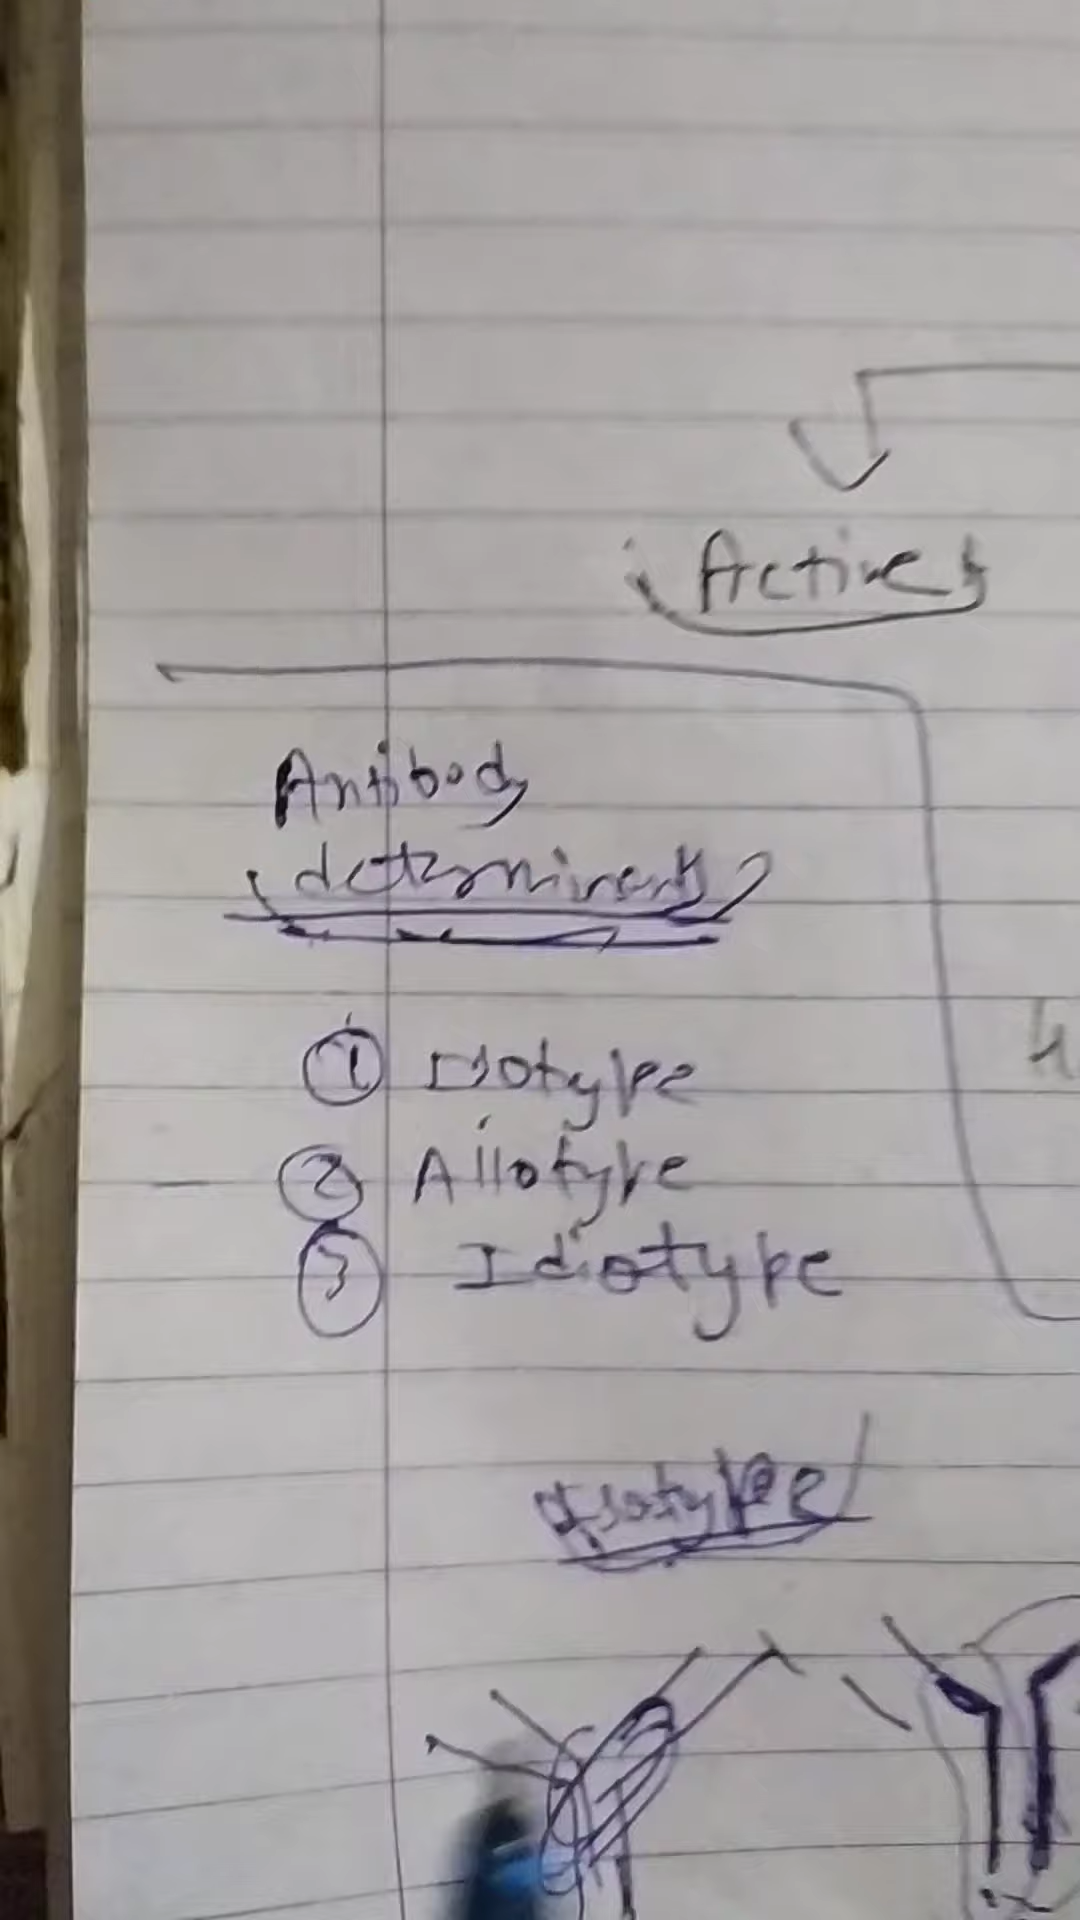 Active
Antibody
determinants
① Isotype
② Allotype
③ Idiotype
Isotype